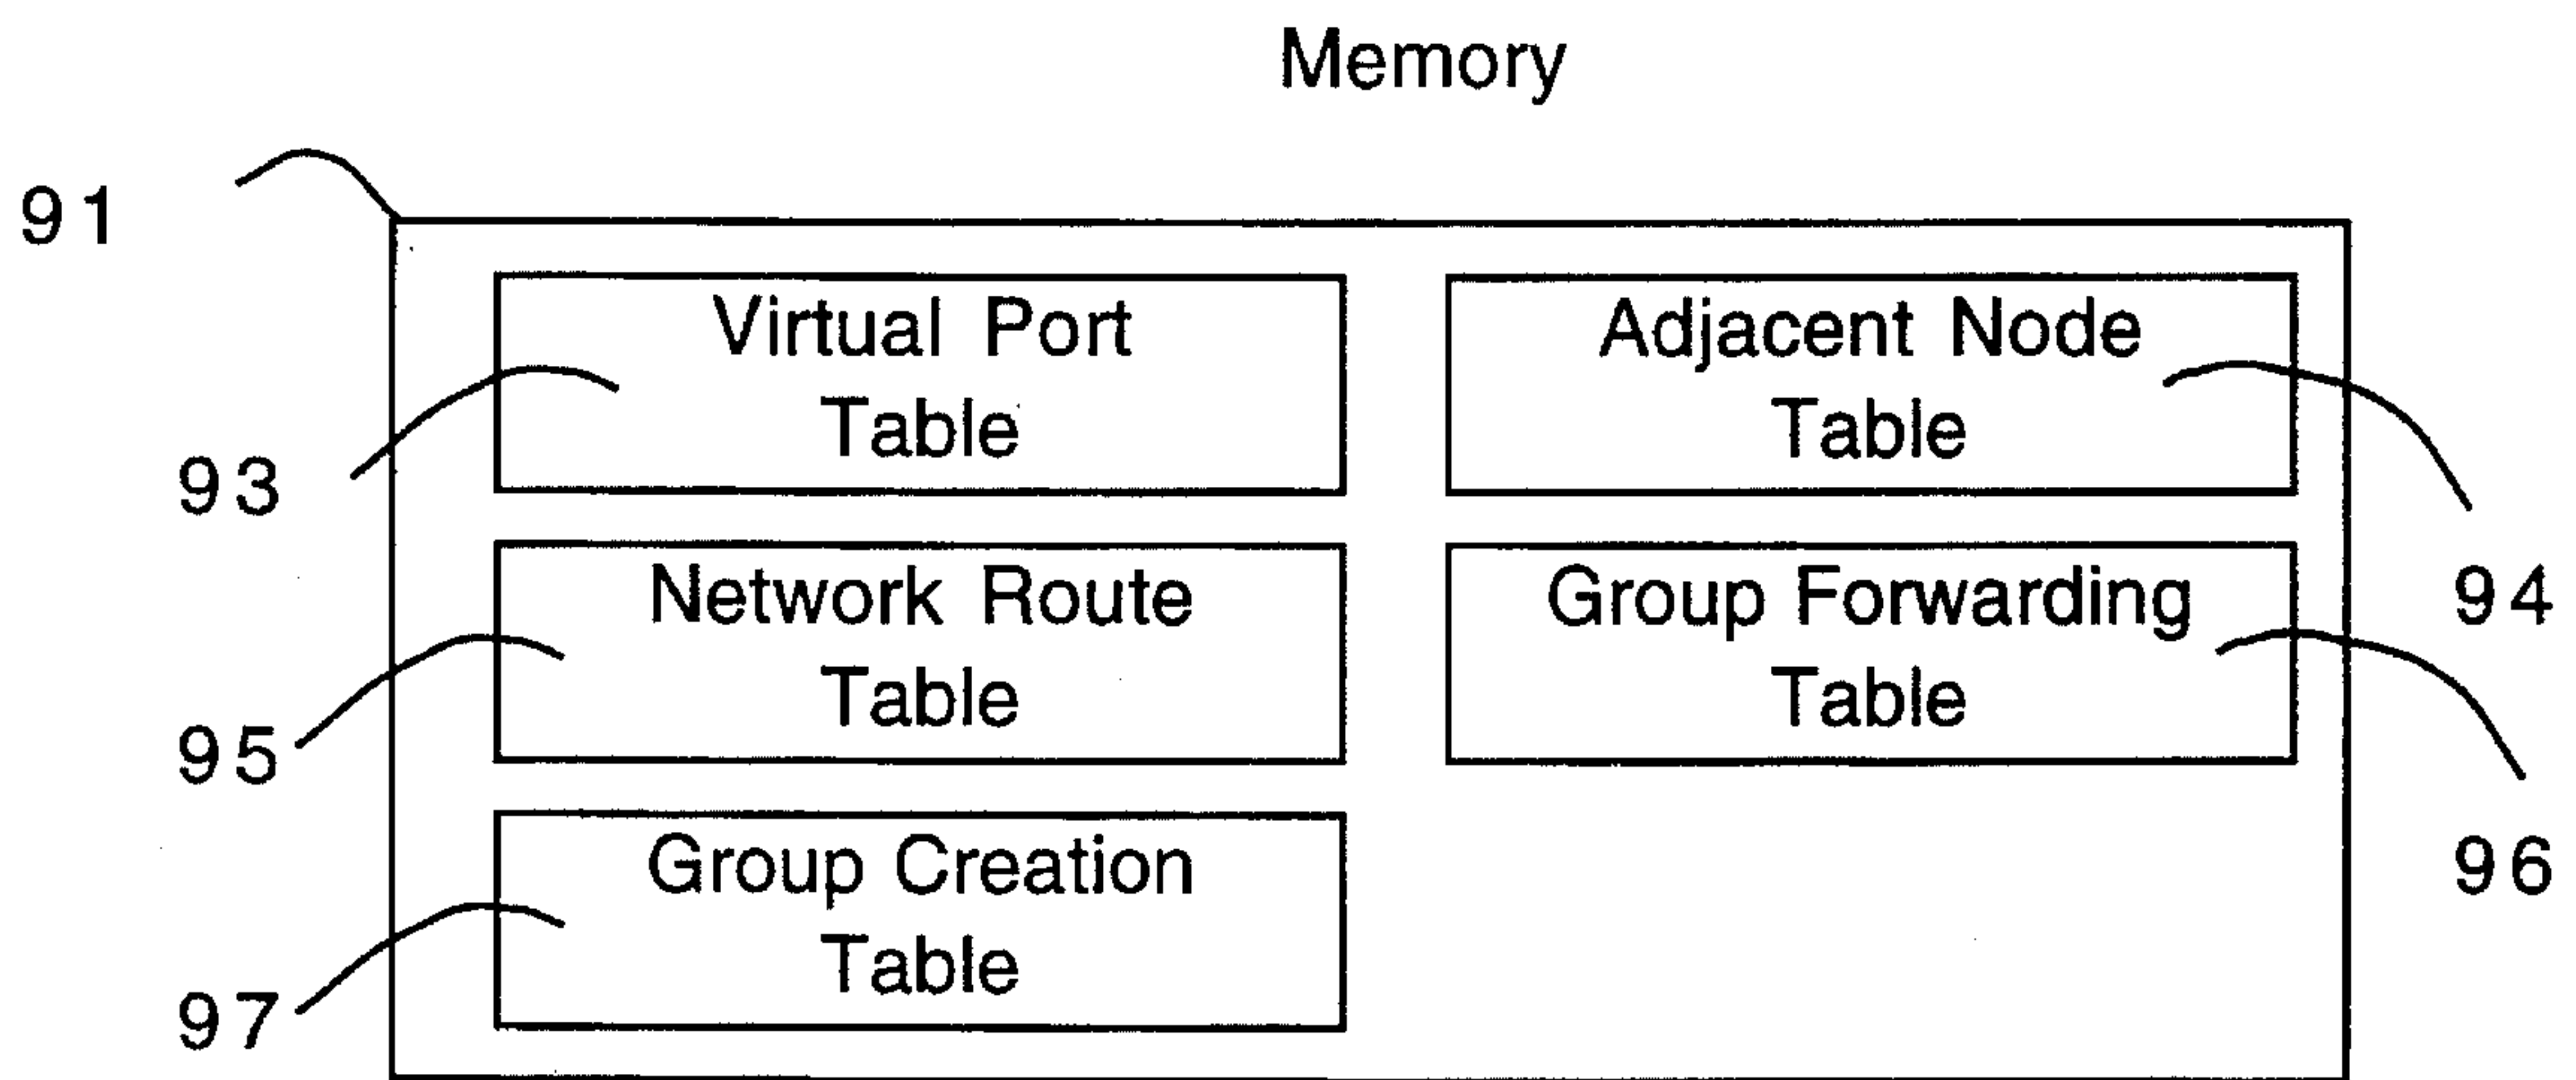 Memory
91
Virtual Port
Table
Adjacent Node
Table
93
94
Network Route
Table
Group Forwarding
Table
95
96
Group Creation
Table
97